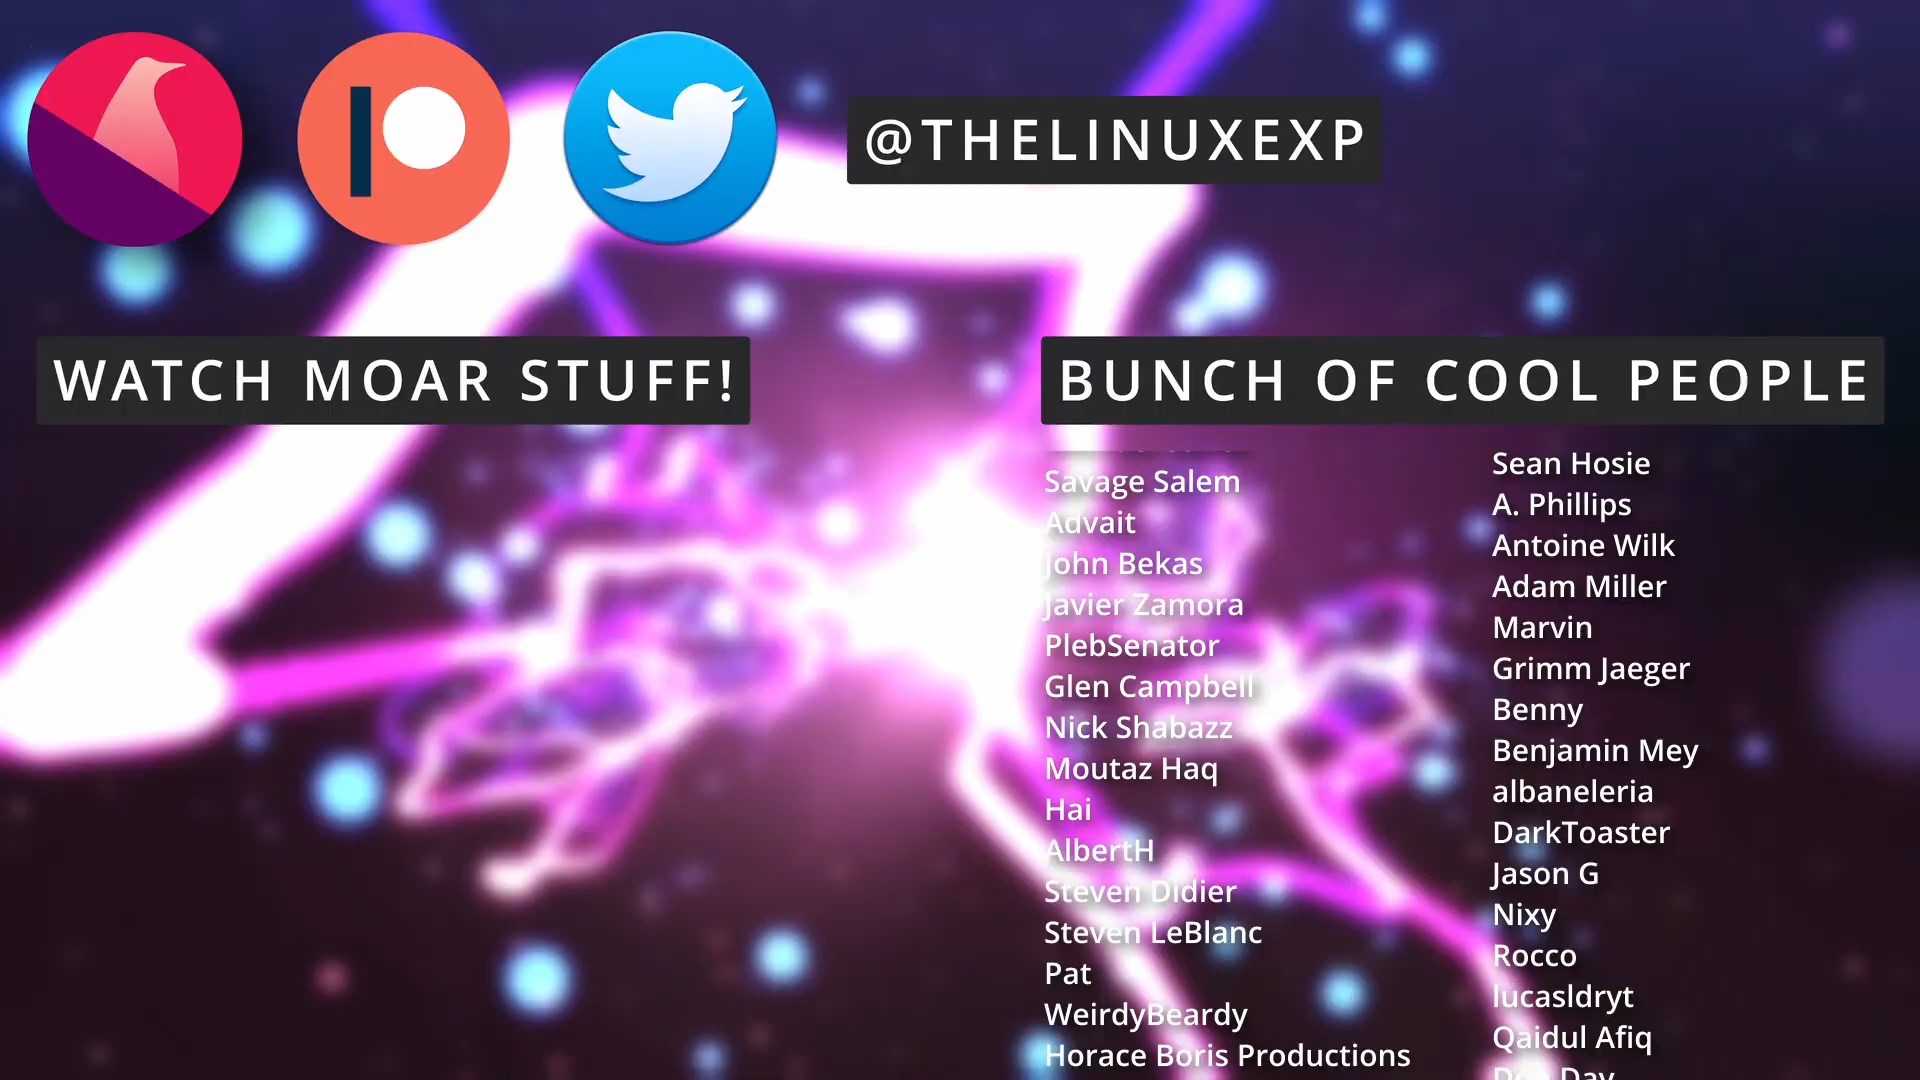 @THELINUXEXP
WATCH MOAR STUFF!
BUNCH OF COOL PEOPLE
Savage Salem
Advait
John Bekas
Javier Zamora
PlebSenator
Glen Campbell
Nick Shabazz
Moutaz Haq
Hai
AlbertH
Steven Didier
Steven LeBlanc
Pat
WeirdyBeardy
Horace Boris Productions
Sean Hosie
A. Phillips
Antoine Wilk
Adam Miller
Marvin
Grimm Jaeger
Benny
Benjamin Mey
albaneleria
DarkToaster
Jason G
Nixy
Rocco
lucasldryt
Qaidul Afiq
Day